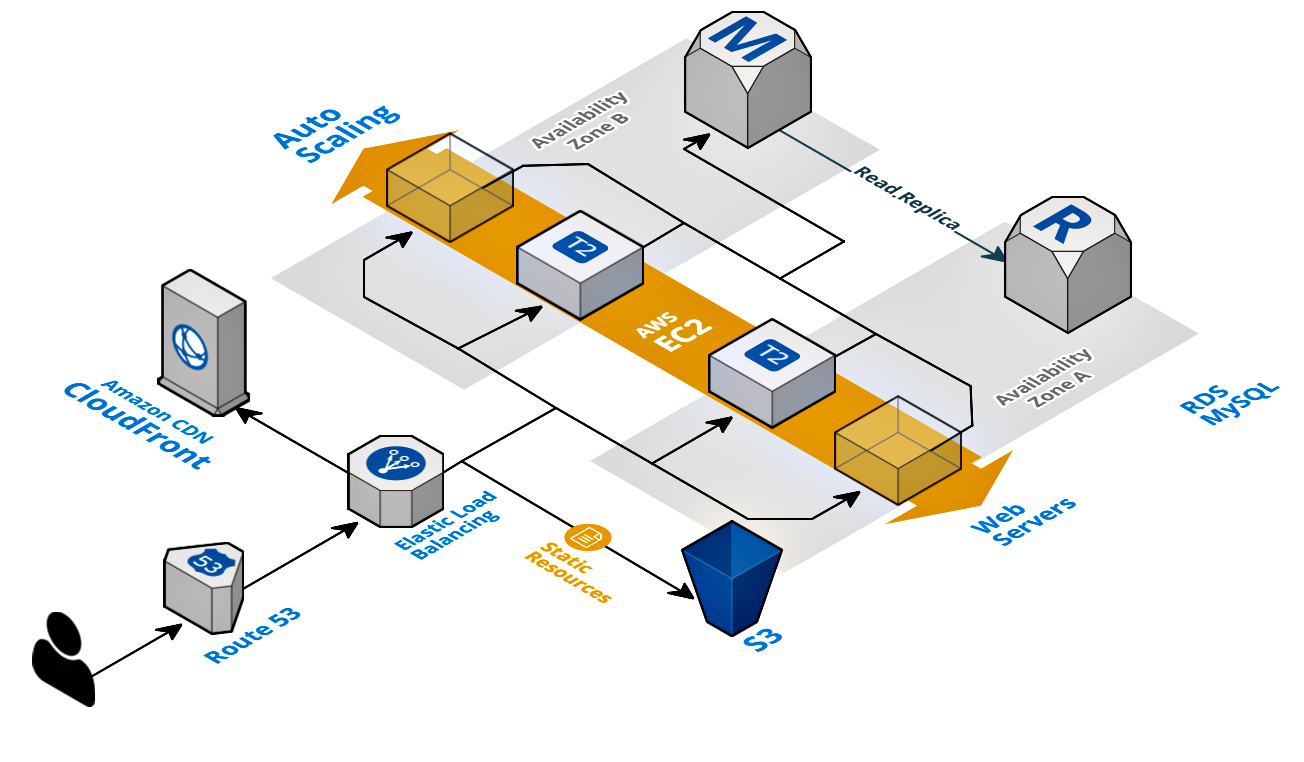 M
Auto
Scaling
Availability
Zone B
Read Replica
R
T2
AWS
EC2
T2
Availability
Zone A
RDS
MySQL
Amazon CDN
CloudFront
Elastic Load
Balancing
Web
Servers
Static
Resources
53
Route 53
S3